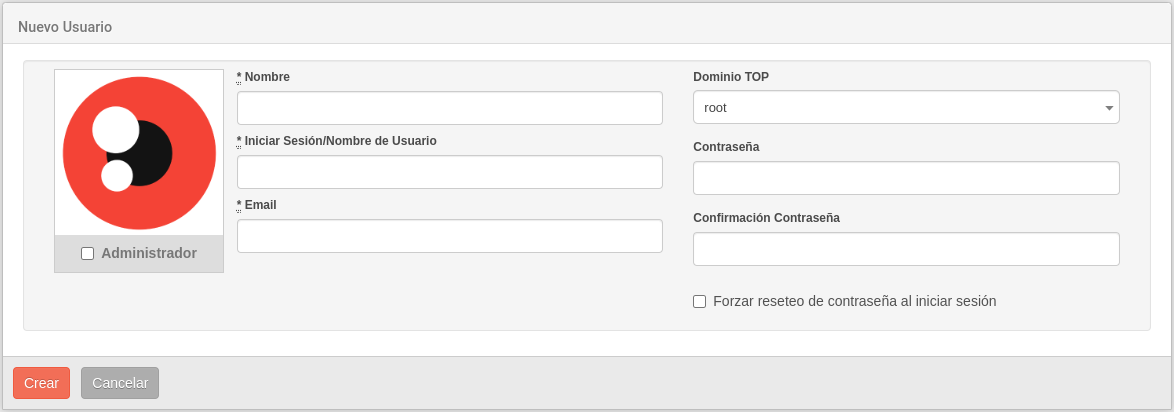 Nuevo Usuario
* Nombre
* Iniciar Sesión/Nombre de Usuario
* Email
Administrador
Dominio TOP
root
Contraseña
Confirmación Contraseña
Forzar reseteo de contraseña al iniciar sesión
Crear
Cancelar